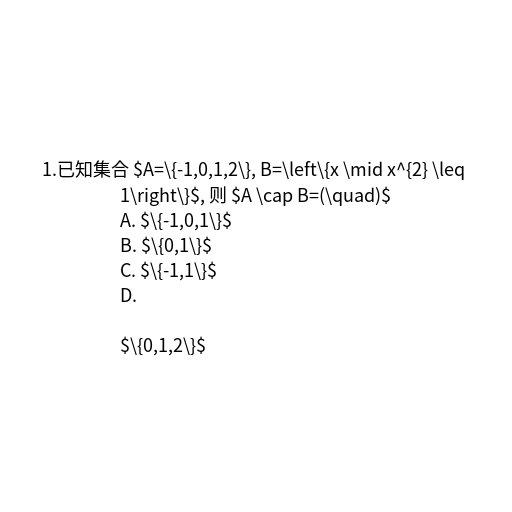 1.已知集合 $A=\{-1,0,1,2\}, B=\left\{x \mid x^{2} \leq
1\right\}$, 则 $A \cap B=(\quad)$
A. $\{-1,0,1\}$
B. $\{0,1\}$
C. $\{-1,1\}$
D.
$\{0,1,2\}$